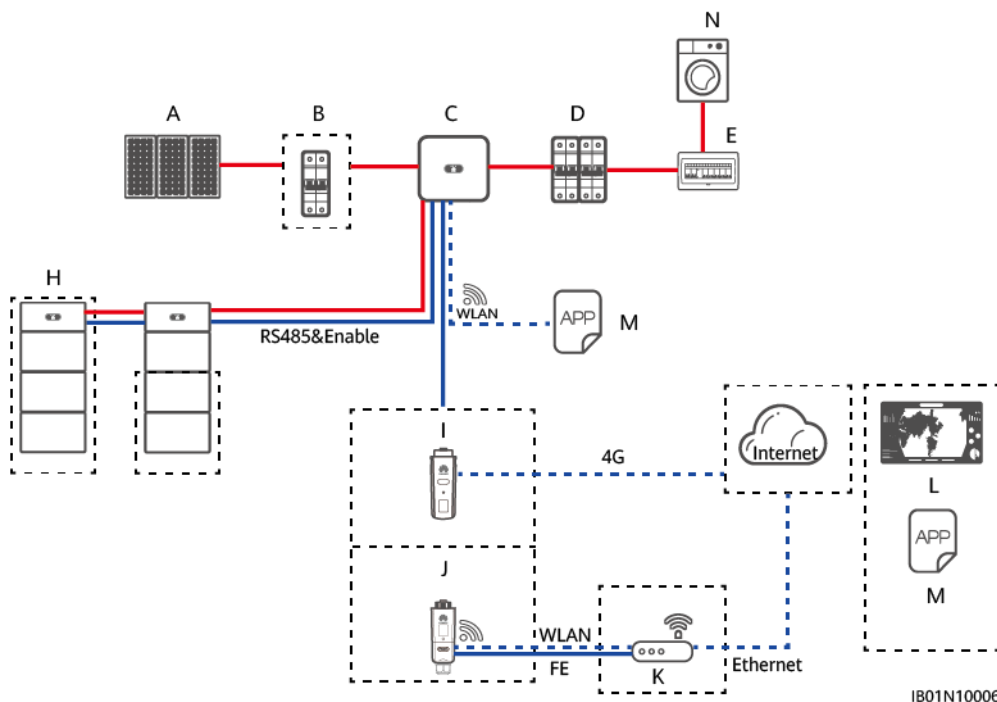 N
A
B
C
D
E
H
RS485&Enable
WLAN
APP
M
I
4G
Internet
L
APP
M
J
WLAN
FE
K
Ethernet
IB01N10006